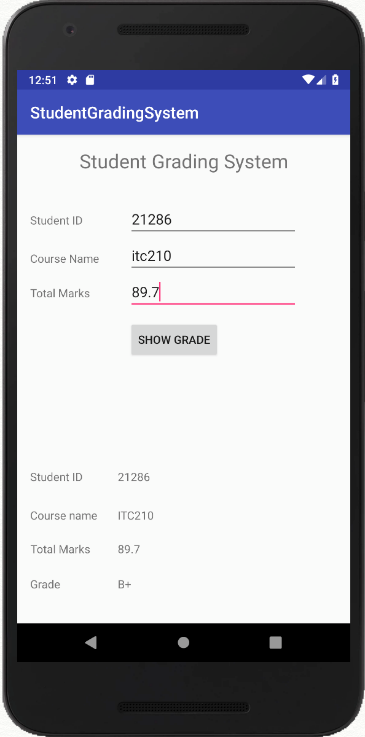 12:51
StudentGradingSystem
Student Grading System
Student ID 21286
Course Name itc210
Total Marks 89.7
SHOW GRADE
Student ID 21286
Course name ITC210
Total Marks 89.7
Grade B+